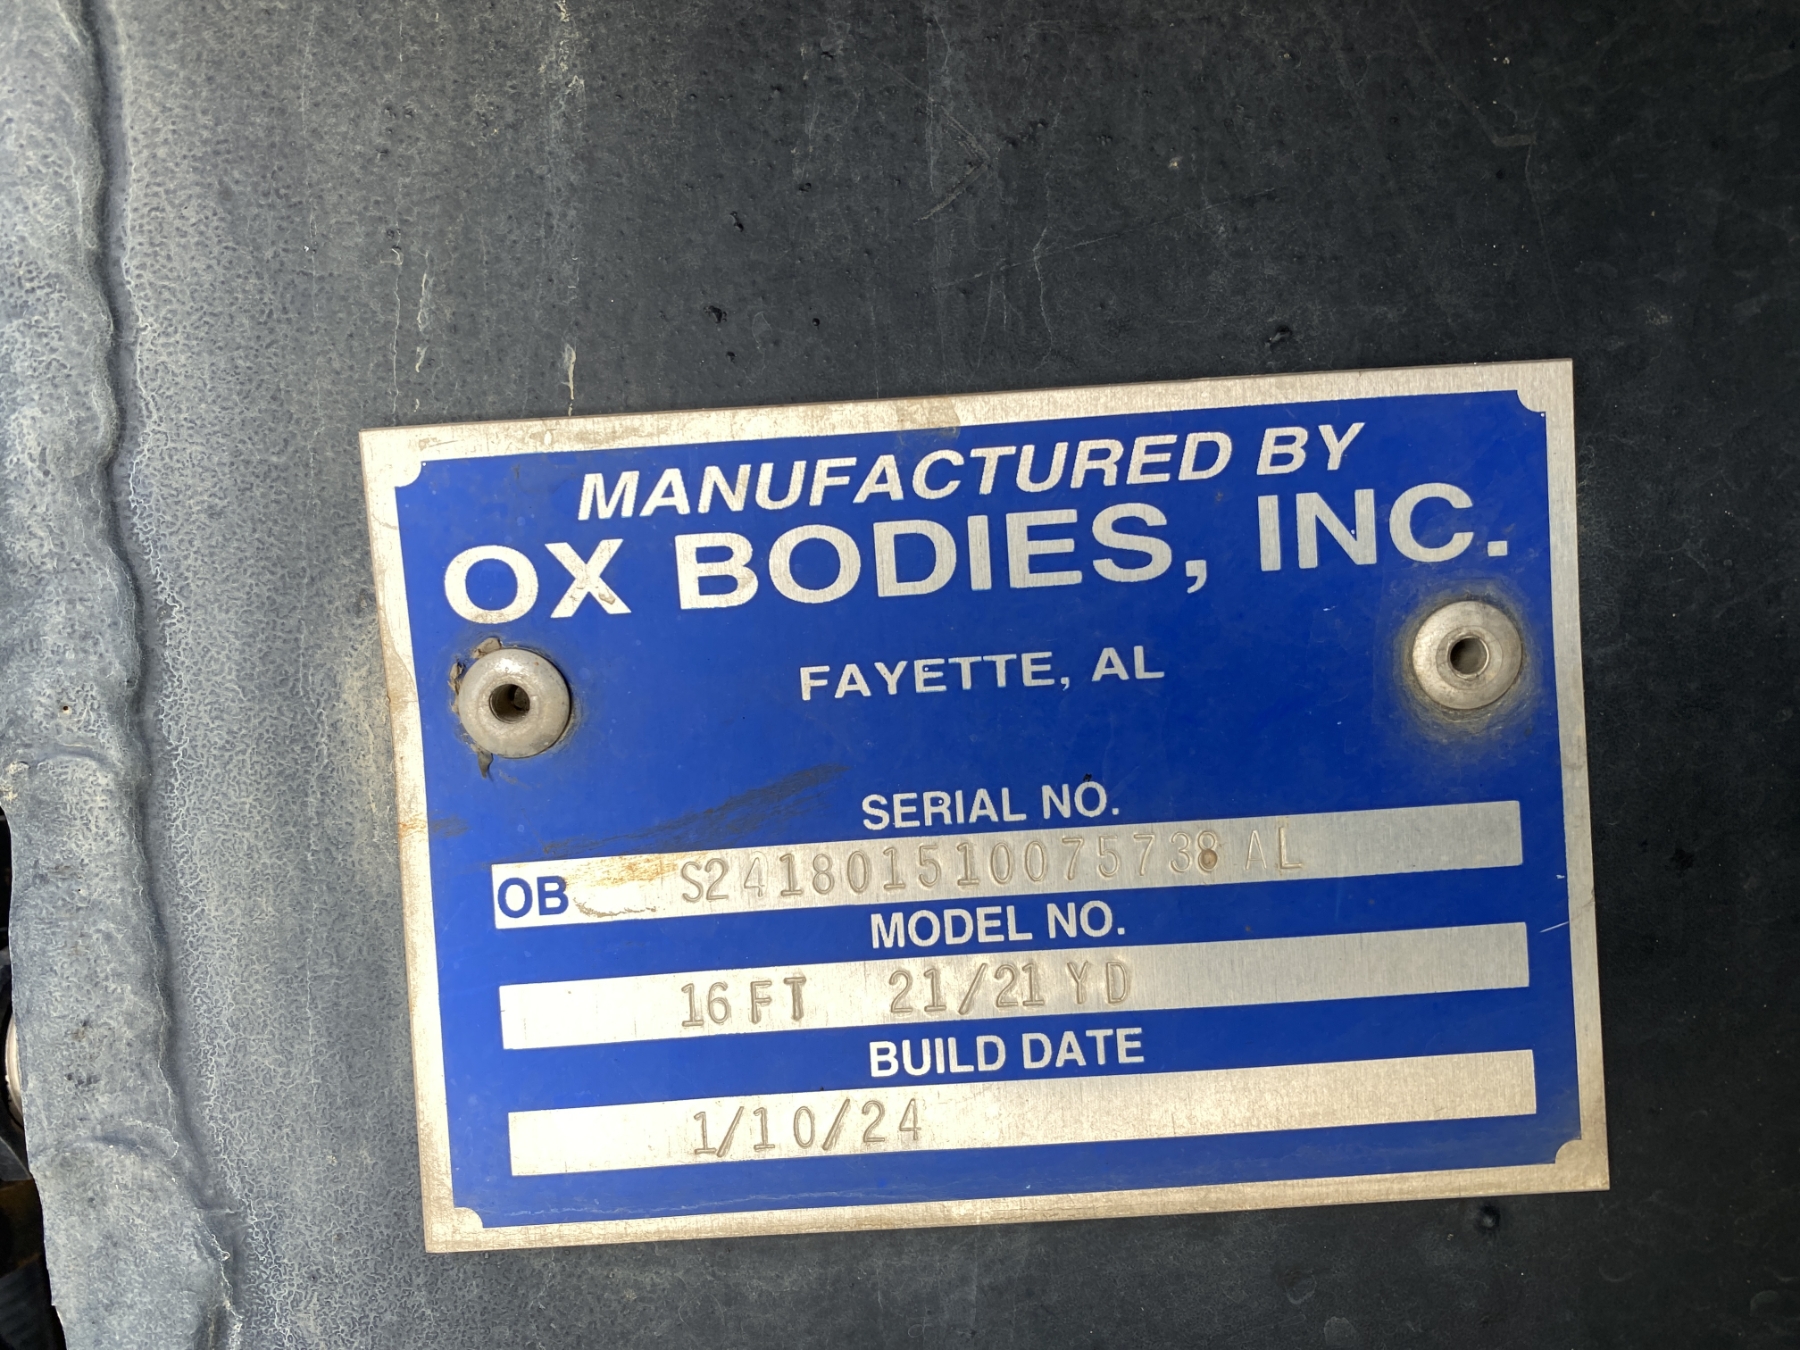 MANUFACTURED BY
OX BODIES, INC.
FAYETTE, AL
SERIAL NO.
OB S241801510075738 AL
MODEL NO.
16 FT 21/21 YD
BUILD DATE
1/10/24